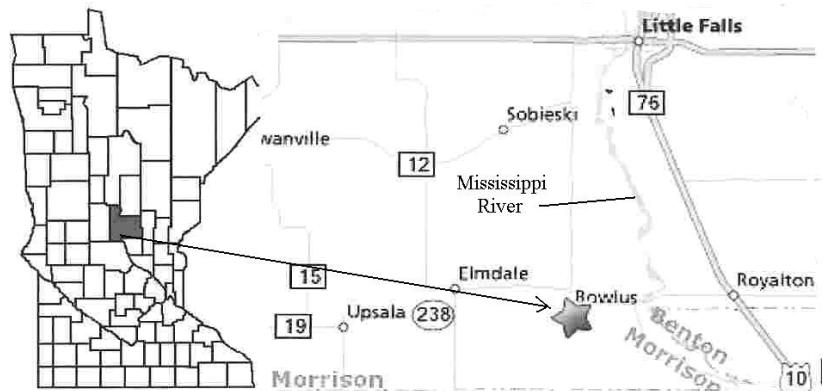 Little Falls
76
Sobieski
wanville
12
Mississippi
River
15
Elmdale
Royalton
Bowlus
19
Upsala
238
Benton
Morrison
Morrison
10